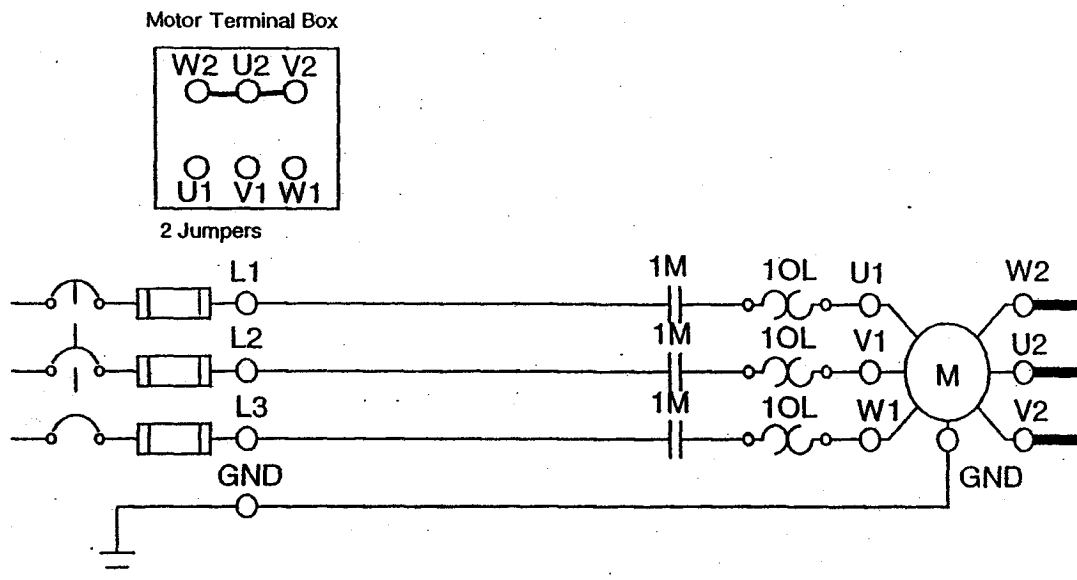 Motor Terminal Box
W2 U2 V2
U1 V1 W1
2 Jumpers
L1 1M 1OL U1 W2
L2 1M 1OL V1 U2
M
L3 1M 1OL W1 V2
GND GND